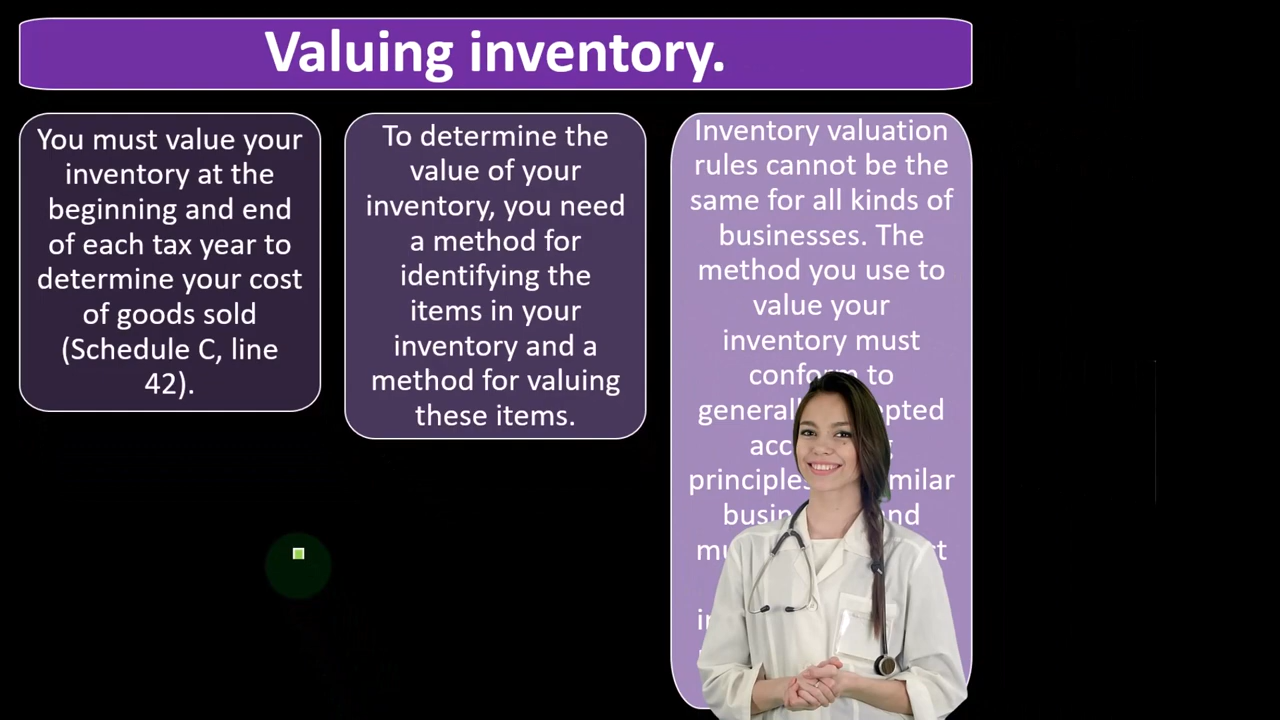 Valuing inventory.
You must value your
inventory at the
beginning and end
of each tax year to
determine your cost
of goods sold
(Schedule C, line
42).
To determine the
value of your
inventory, you need
a method for
identifying the
items in your
inventory and a
method for valuing
these items.
Inventory valuation
rules cannot be the
same for all kinds of
businesses. The
method you use to
value your
inventory must
conform to
principles